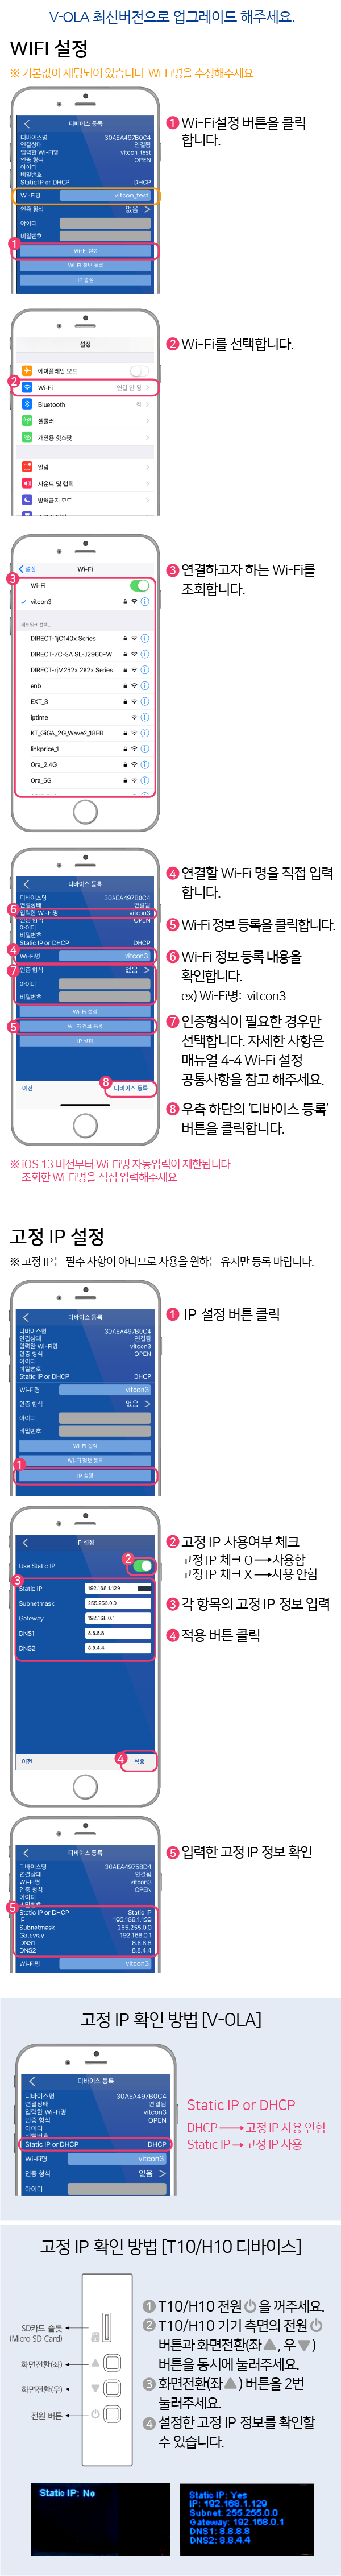 V-OLA 최신버전으로 업그레이드 해주세요.
WIFI 설정
※ 기본값이 세팅되어 있습니다. Wi-Fi명을 수정해주세요.
디바이스 등록
디바이스명 30AEA497B0C4
연결상태 연결됨
입력한 Wi-Fi명 vitcon_test
인증 형식 OPEN
아이디
비밀번호
Static IP or DHCP DHCP
Wi-Fi명 vitcon_test
인증 형식 없음 >
아이디
비밀번호
1
Wi-Fi 설정
Wi-Fi 정보 등록
IP 설정
1 Wi-Fi설정 버튼을 클릭
합니다.
설정
에어플레인 모드
2
Wi-Fi 연결 안 됨 >
Bluetooth 켬 >
셀룰러 >
개인용 핫스팟 >
알림 >
사운드 및 햅틱 >
방해금지 모드 >
2 Wi-Fi를 선택합니다.
< 설정 Wi-Fi
3
Wi-Fi
✓ vitcon3
네트워크 선택...
DIRECT-1jC140x Series
DIRECT-7C-SA SL-J2960FW
DIRECT-rjM262x 282x Series
enb
EXT_3
iptime
KT_GiGA_2G_Wave2_18FB
linkprice_1
Ora_2.4G
Ora_5G
3 연결하고자 하는 Wi-Fi를
조회합니다.
디바이스 등록
디바이스명 30AEA497B0C4
연결상태 연결됨
6
입력한 Wi-Fi명 vitcon3
인증 형식 OPEN
아이디
비밀번호
Static IP or DHCP DHCP
4
Wi-Fi명 vitcon3
7
인증 형식 없음 >
아이디
비밀번호
Wi-Fi 설정
5
Wi-Fi 정보 등록
IP 설정
8
이전 디바이스 등록
4 연결할 Wi-Fi 명을 직접 입력
합니다.
5 Wi-Fi 정보 등록을 클릭합니다.
6 Wi-Fi 정보 등록 내용을
확인합니다.
ex) Wi-Fi명: vitcon3
7 인증형식이 필요한 경우만
선택합니다. 자세한 사항은
매뉴얼 4-4 Wi-Fi 설정
공통사항을 참고 해주세요.
8 우측 하단의 ‘디바이스 등록’
버튼을 클릭합니다.
※ iOS 13 버전부터 Wi-Fi명 자동입력이 제한됩니다.
조회한 Wi-Fi명을 직접 입력해주세요.
고정 IP 설정
※ 고정 IP는 필수 사항이 아니므로 사용을 원하는 유저만 등록 바랍니다.
디바이스 등록
디바이스명 30AEA497B0C4
연결상태 연결됨
입력한 Wi-Fi명 vitcon3
인증 형식 OPEN
아이디
비밀번호
Static IP or DHCP DHCP
Wi-Fi명 vitcon3
인증 형식 없음 >
아이디
비밀번호
Wi-Fi 설정
Wi-Fi 정보 등록
1
IP 설정
1 IP 설정 버튼 클릭
IP 설정
2
Use Static IP
3
Static IP 192.168.1.129
Subnetmask 255.255.0.0
Gateway 192.168.0.1
DNS1 8.8.8.8
DNS2 8.8.4.4
4
이전 적용
2 고정 IP 사용여부 체크
고정 IP 체크 O → 사용함
고정 IP 체크 X → 사용 안함
3 각 항목의 고정 IP 정보 입력
4 적용 버튼 클릭
디바이스 등록
디바이스명 30AEA49758D4
연결상태 연결됨
Wi-Fi명 vitcon3
인증 형식 OPEN
아이디
비밀번호
5
Static IP or DHCP Static IP
IP 192.168.1.129
Subnetmask 255.255.0.0
Gateway 192.168.0.1
DNS1 8.8.8.8
DNS2 8.8.4.4
Wi-Fi명 vitcon3
5 입력한 고정 IP 정보 확인
고정 IP 확인 방법 [V-OLA]
디바이스 등록
디바이스명 30AEA497B0C4
연결상태 연결됨
입력한 Wi-Fi명 vitcon3
인증 형식 OPEN
아이디
비밀번호
Static IP or DHCP DHCP
Wi-Fi명 vitcon3
인증 형식 없음 >
아이디
Static IP or DHCP
DHCP → 고정 IP 사용 안함
Static IP → 고정 IP 사용
고정 IP 확인 방법 [T10/H10 디바이스]
SD카드 슬롯
(Micro SD Card)
화면전환(좌)
화면전환(우)
전원 버튼
1 T10/H10 전원 을 꺼주세요.
2 T10/H10 기기 측면의 전원
버튼과 화면전환(좌▲, 우▼)
버튼을 동시에 눌러주세요.
3 화면전환(좌▲) 버튼을 2번
눌러주세요.
4 설정한 고정 IP 정보를 확인할
수 있습니다.
Static IP: No
Static IP: Yes
IP: 192.168.1.129
Subnet: 255.255.0.0
Gateway: 192.168.0.1
DNS1: 8.8.8.8
DNS2: 8.8.4.4